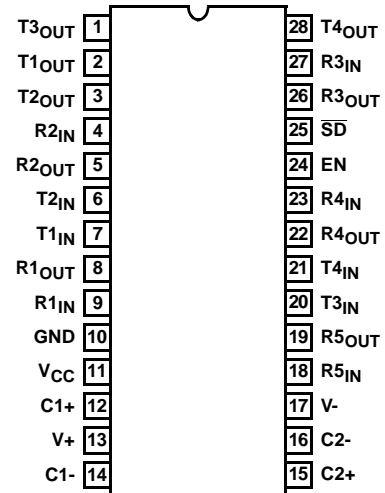 T3OUT 1 28 T4OUT
T1OUT 2 27 R3IN
T2OUT 3 26 R3OUT
R2IN 4 25 S̅D̅
R2OUT 5 24 EN
T2IN 6 23 R4IN
T1IN 7 22 R4OUT
R1OUT 8 21 T4IN
R1IN 9 20 T3IN
GND 10 19 R5OUT
VCC 11 18 R5IN
C1+ 12 17 V-
V+ 13 16 C2-
C1- 14 15 C2+